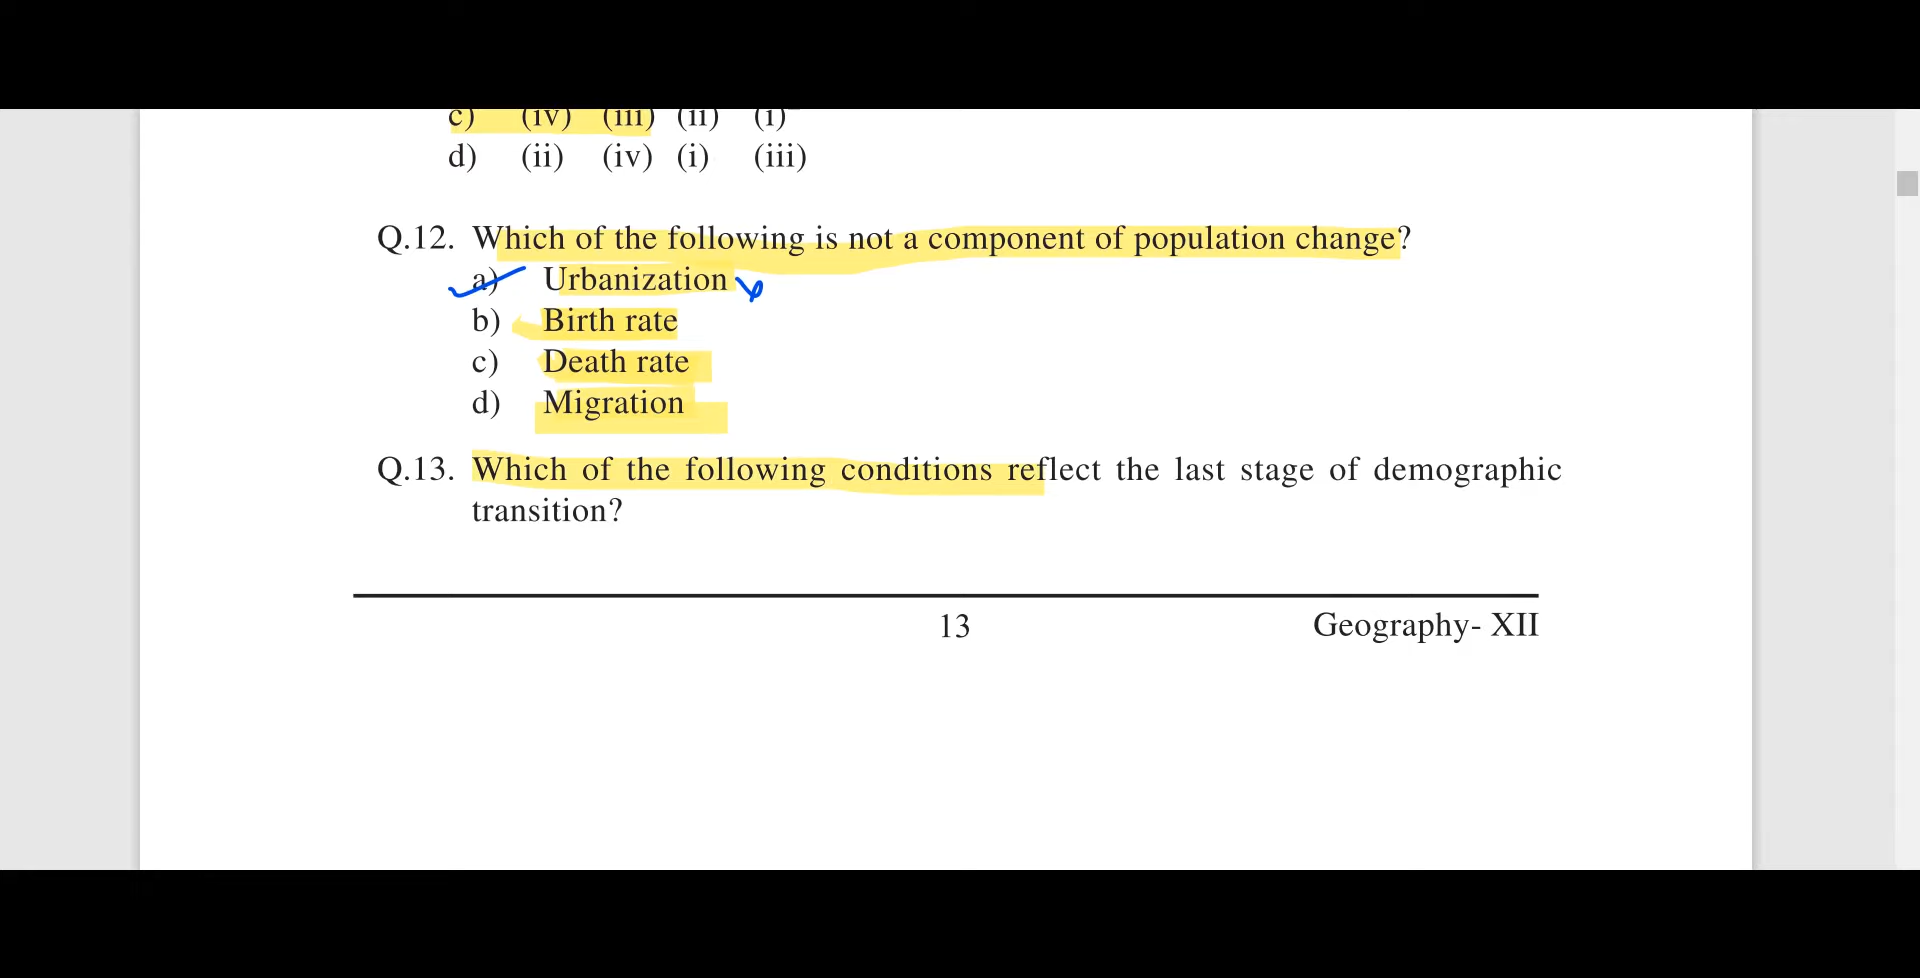 c) (iv) (iii) (ii) (i)
d) (ii) (iv) (i) (iii)
Q.12. Which of the following is not a component of population change?
a) Urbanization
b) Birth rate
c) Death rate
d) Migration
Q.13. Which of the following conditions reflect the last stage of demographic
transition?
13 Geography- XII